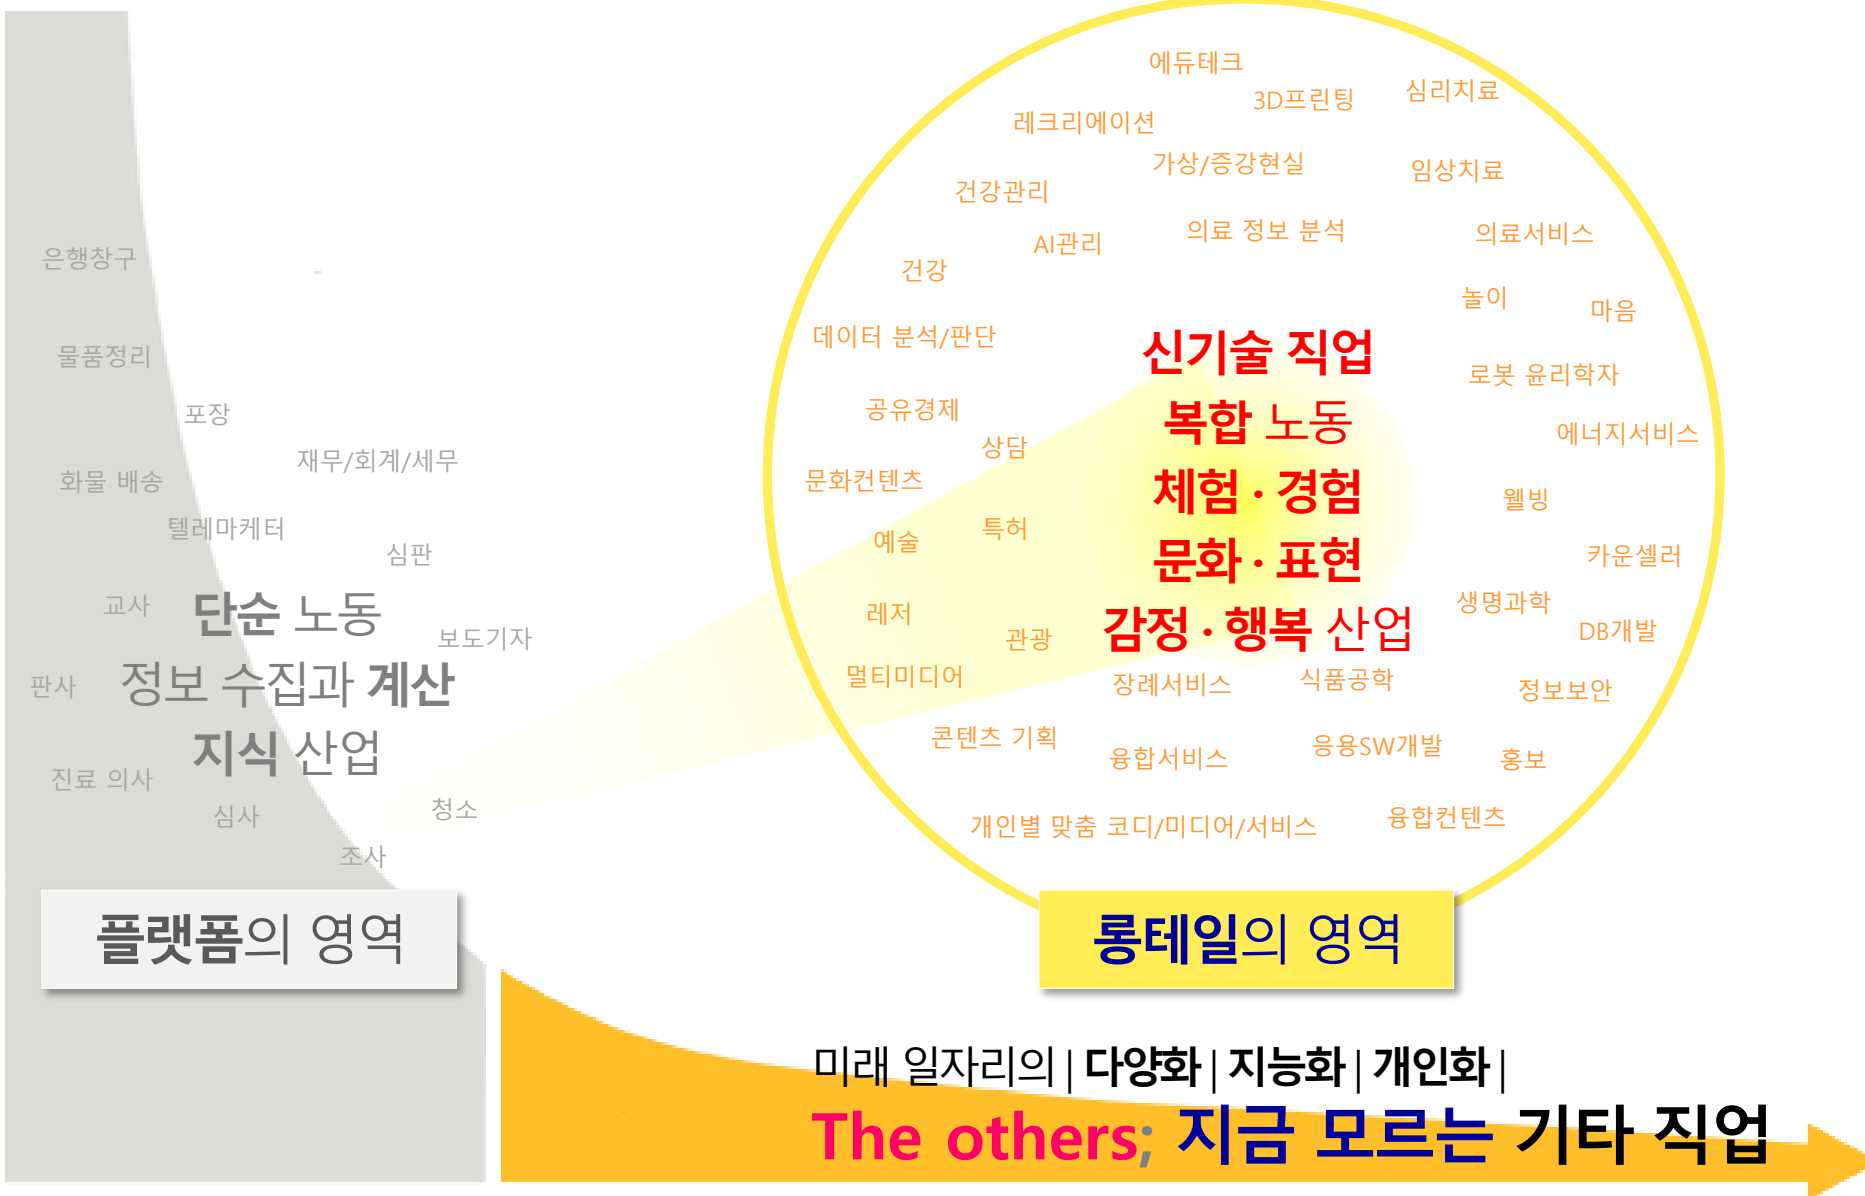 은행창구
물품정리
포장
재무/회계/세무
화물 배송
텔레마케터
심판
교사
단순 노동
보도기자
판사
정보 수집과 계산
지식 산업
진료 의사
심사
청소
조사
플랫폼의 영역
에듀테크
3D프린팅
심리치료
레크리에이션
가상/증강현실
임상치료
건강관리
AI관리
의료 정보 분석
의료서비스
건강
놀이
마음
데이터 분석/판단
신기술 직업
로봇 윤리학자
공유경제
복합 노동
에너지서비스
상담
문화컨텐츠
체험 · 경험
웰빙
예술
특허
문화 · 표현
카운셀러
레저
관광
감정 · 행복 산업
생명과학
DB개발
멀티미디어
장례서비스
식품공학
정보보안
콘텐츠 기획
융합서비스
응용SW개발
홍보
개인별 맞춤 코디/미디어/서비스
융합컨텐츠
롱테일의 영역
미래 일자리의 | 다양화 | 지능화 | 개인화 |
The others; 지금 모르는 기타 직업